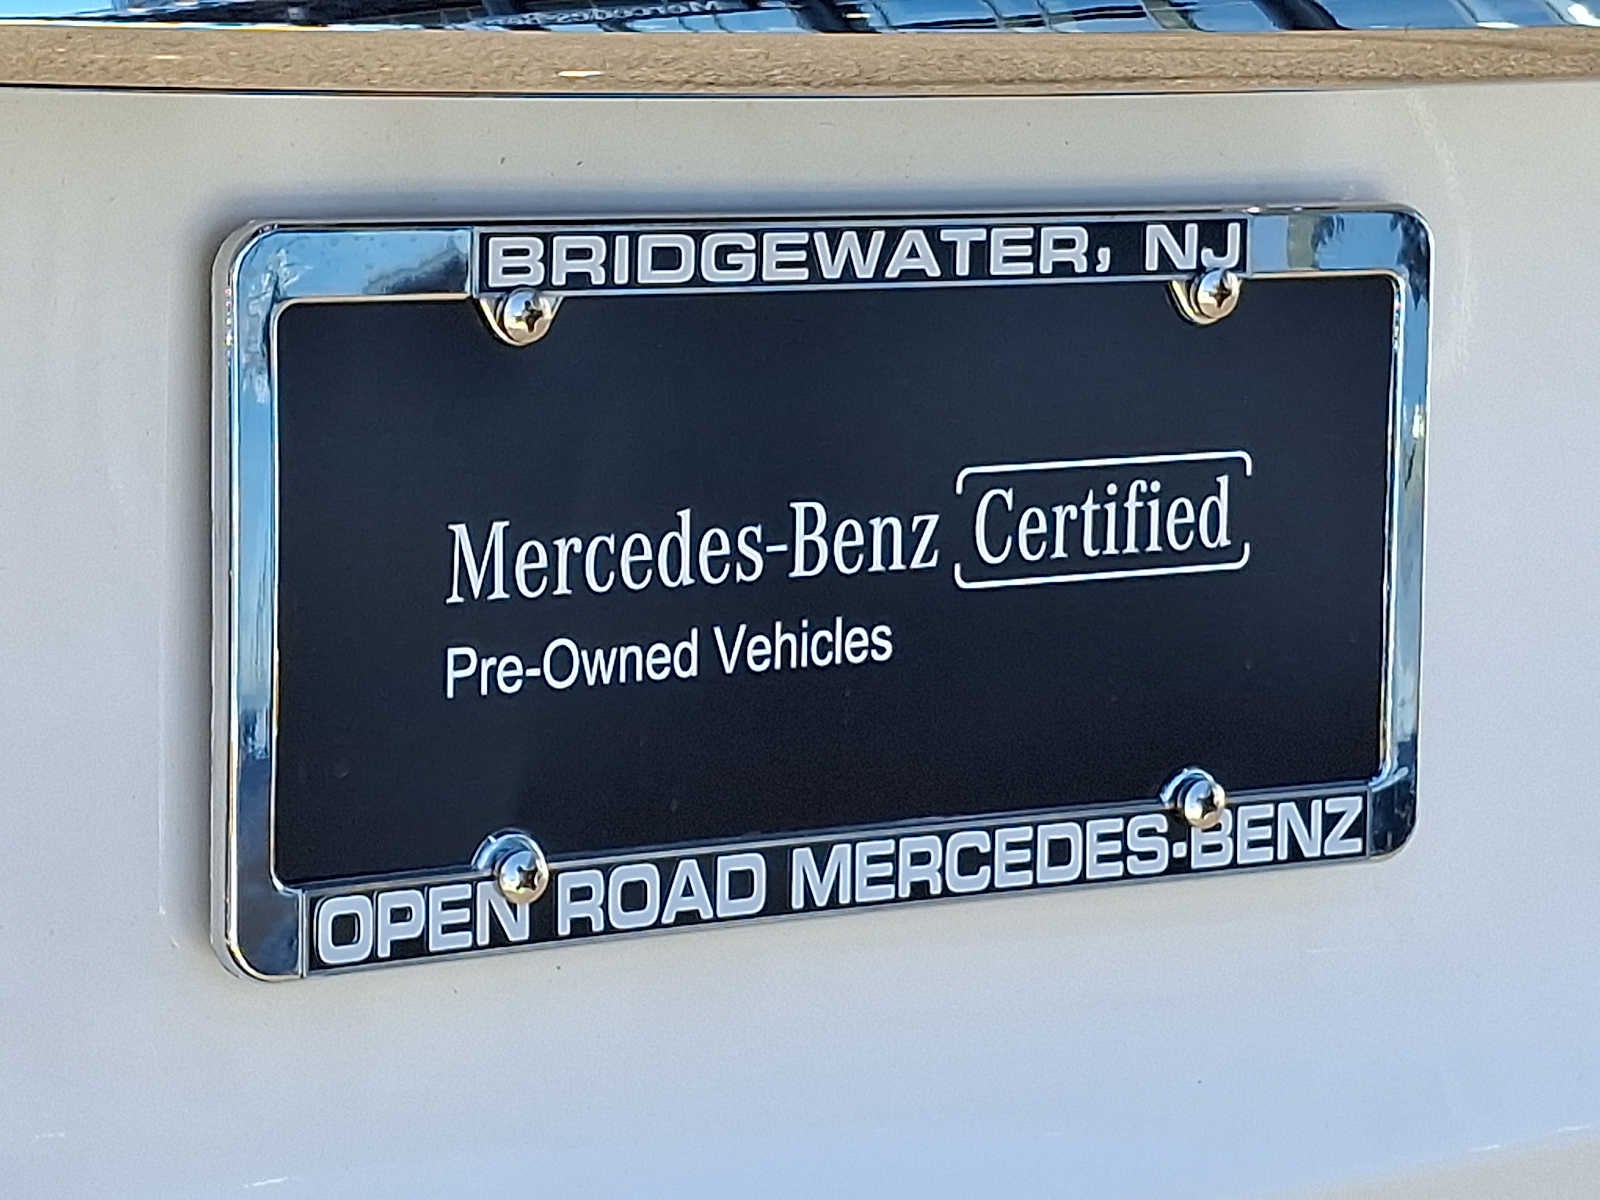 BRIDGEWATER, NJ
Mercedes-Benz Certified
Pre-Owned Vehicles
OPEN ROAD MERCEDES-BENZ